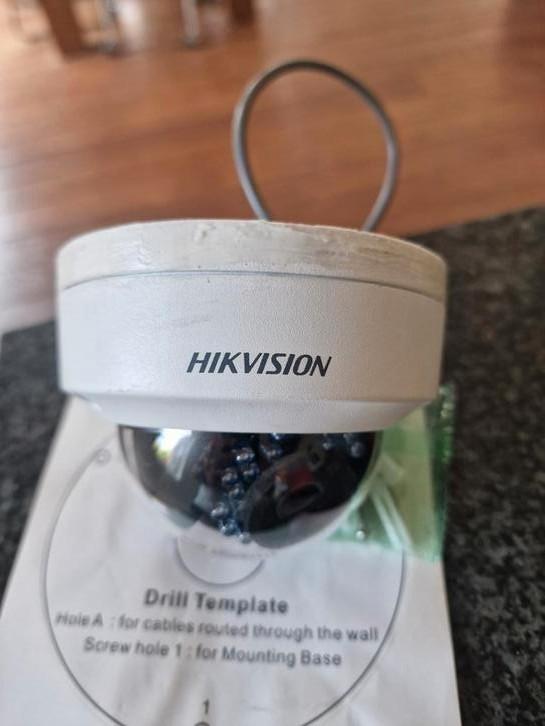 HIKVISION
Drill Template
Hole A : for cables routed through the wall
Screw hole 1 : for Mounting Base
1